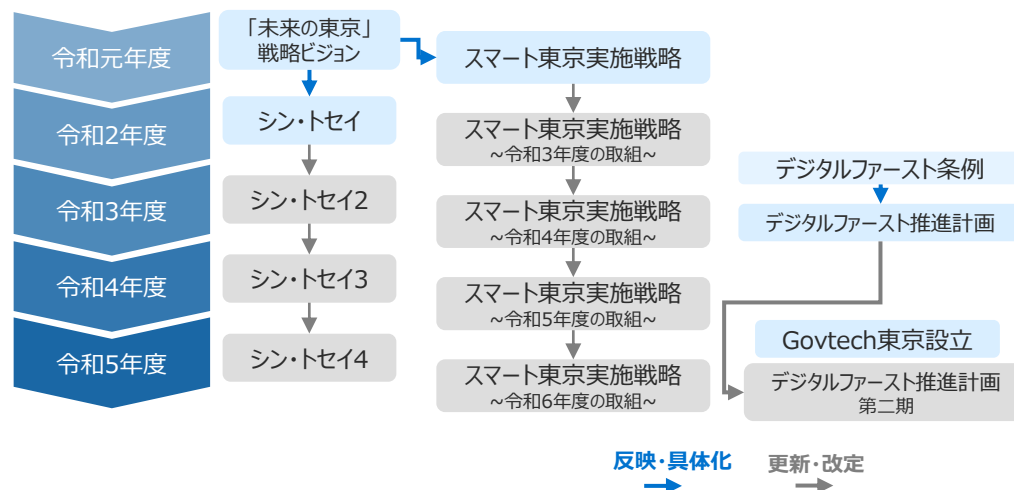 令和元年度
「未来の東京」
戦略ビジョン
スマート東京実施戦略
令和2年度
シン・トセイ
スマート東京実施戦略
~令和3年度の取組~
デジタルファースト条例
令和3年度
シン・トセイ2
スマート東京実施戦略
~令和4年度の取組~
デジタルファースト推進計画
令和4年度
シン・トセイ3
スマート東京実施戦略
~令和5年度の取組~
Govtech東京設立
令和5年度
シン・トセイ4
スマート東京実施戦略
~令和6年度の取組~
デジタルファースト推進計画
第二期
反映・具体化
更新・改定